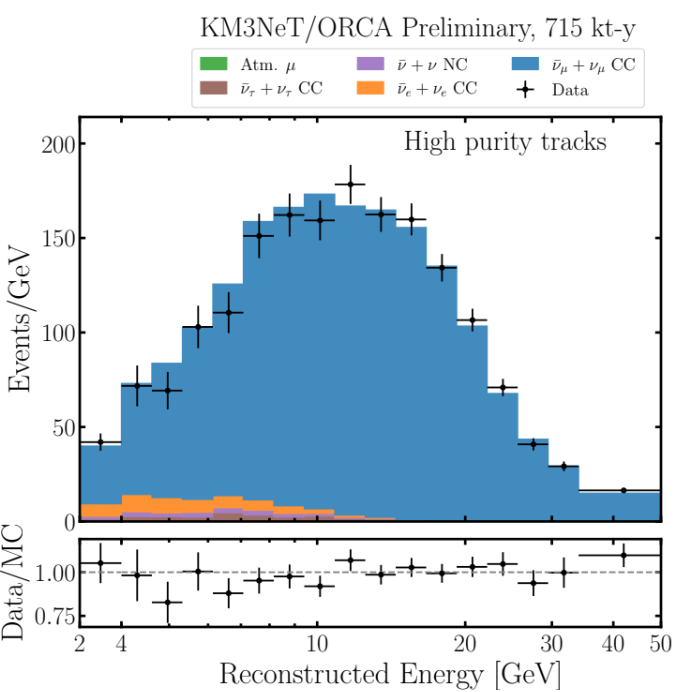 KM3NeT/ORCA Preliminary, 715 kt-y
Atm. μ
ν̄ + ν NC
ν̄μ + νμ CC
ν̄τ + ντ CC
ν̄e + νe CC
Data
High purity tracks
Events/GeV
200
150
100
50
0
Data/MC
1.00
0.75
2 4 10 20 30 50
Reconstructed Energy [GeV]